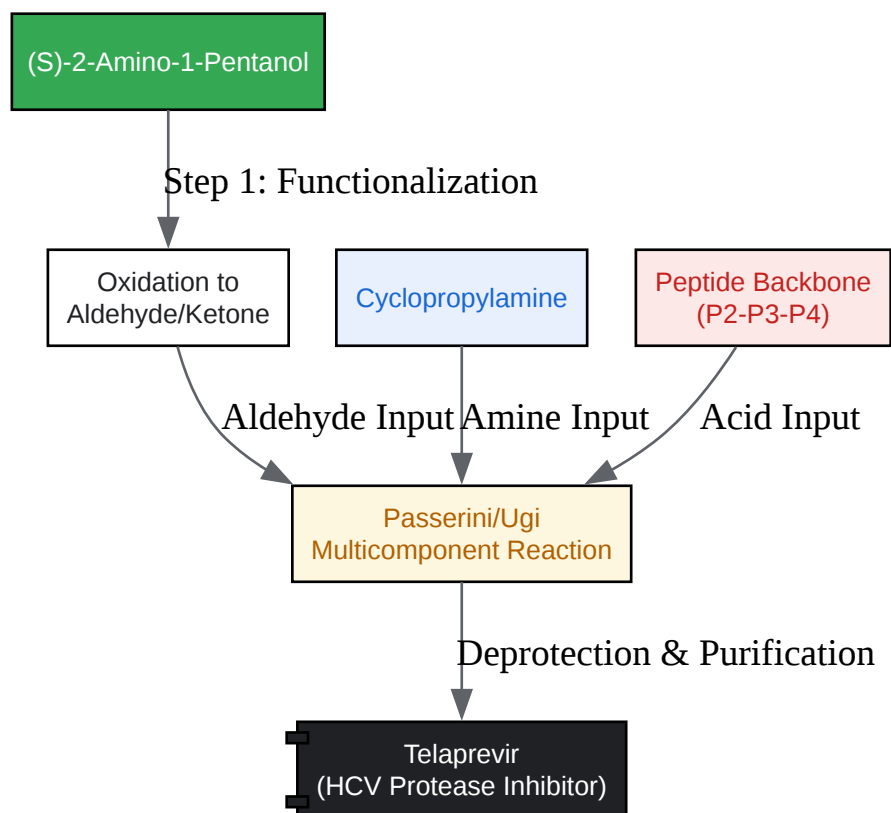 (S)-2-Amino-1-Pentanol
Step 1: Functionalization
Oxidation to
Aldehyde/Ketone
Cyclopropylamine
Peptide Backbone
(P2-P3-P4)
Aldehyde Input
Amine Input
Acid Input
Passerini/Ugi
Multicomponent Reaction
Deprotection & Purification
Telaprevir
(HCV Protease Inhibitor)